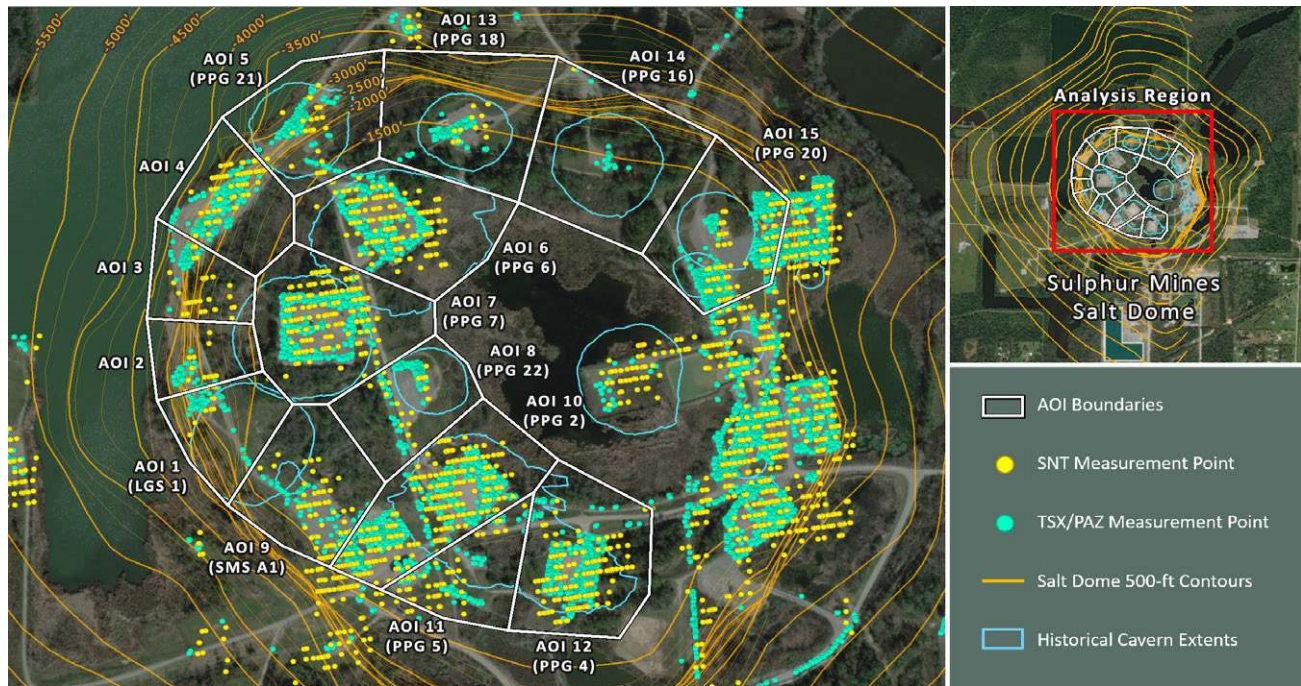 -5500'
-5000'
-4500'
-4000'
-3500'
-3000'
-2500'
-2000'
-1500'
AOI 13
(PPG 18)
AOI 14
(PPG 16)
AOI 5
(PPG 21)
AOI 15
(PPG 20)
AOI 4
AOI 3
AOI 6
(PPG 6)
AOI 7
(PPG 7)
AOI 2
AOI 8
(PPG 22)
AOI 10
(PPG 2)
AOI 1
(LGS 1)
AOI 9
(SMS A1)
AOI 11
(PPG 5)
AOI 12
(PPG 4)
Analysis Region
Sulphur Mines
Salt Dome
AOI Boundaries
SNT Measurement Point
TSX/PAZ Measurement Point
Salt Dome 500-ft Contours
Historical Cavern Extents